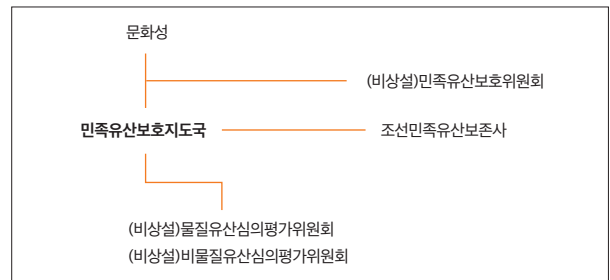 문화성
(비상설)민족유산보호위원회
민족유산보호지도국
조선민족유산보존사
(비상설)물질유산심의평가위원회
(비상설)비물질유산심의평가위원회